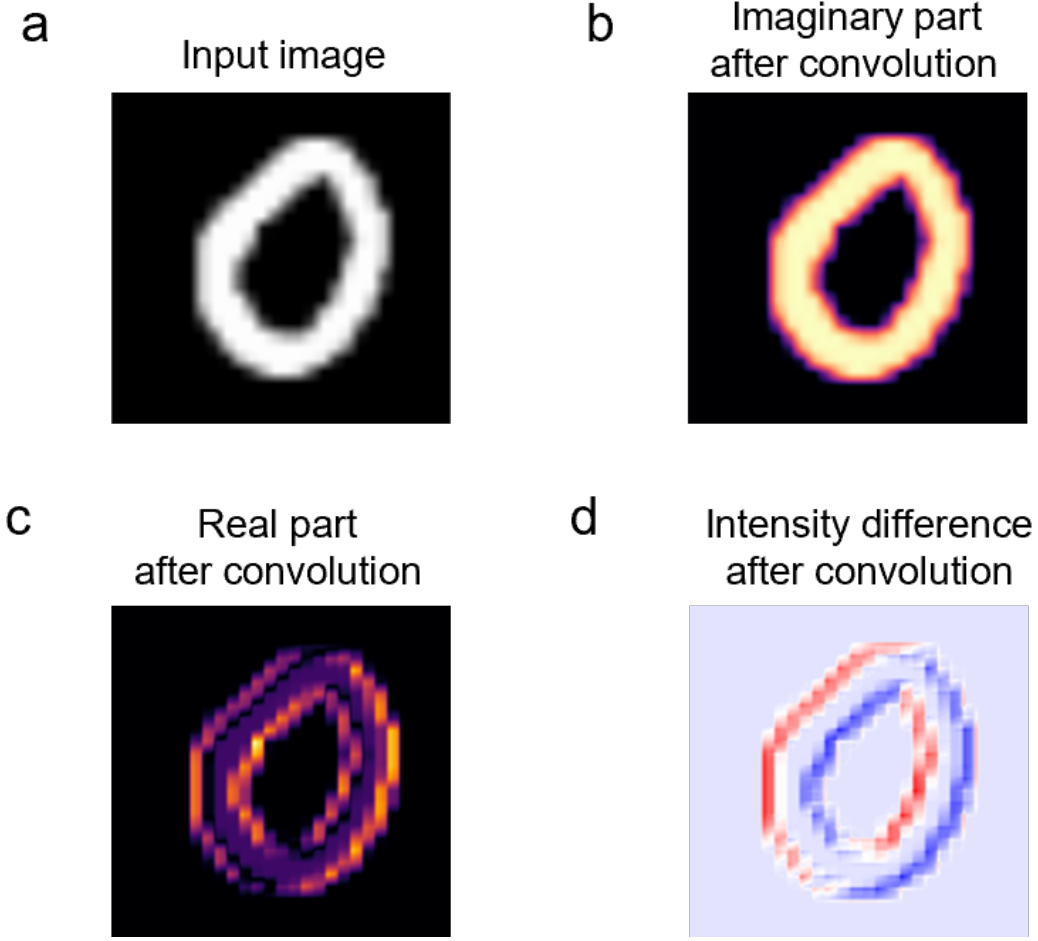 a
Input image
b
Imaginary part
after convolution
c
Real part
after convolution
d
Intensity difference
after convolution